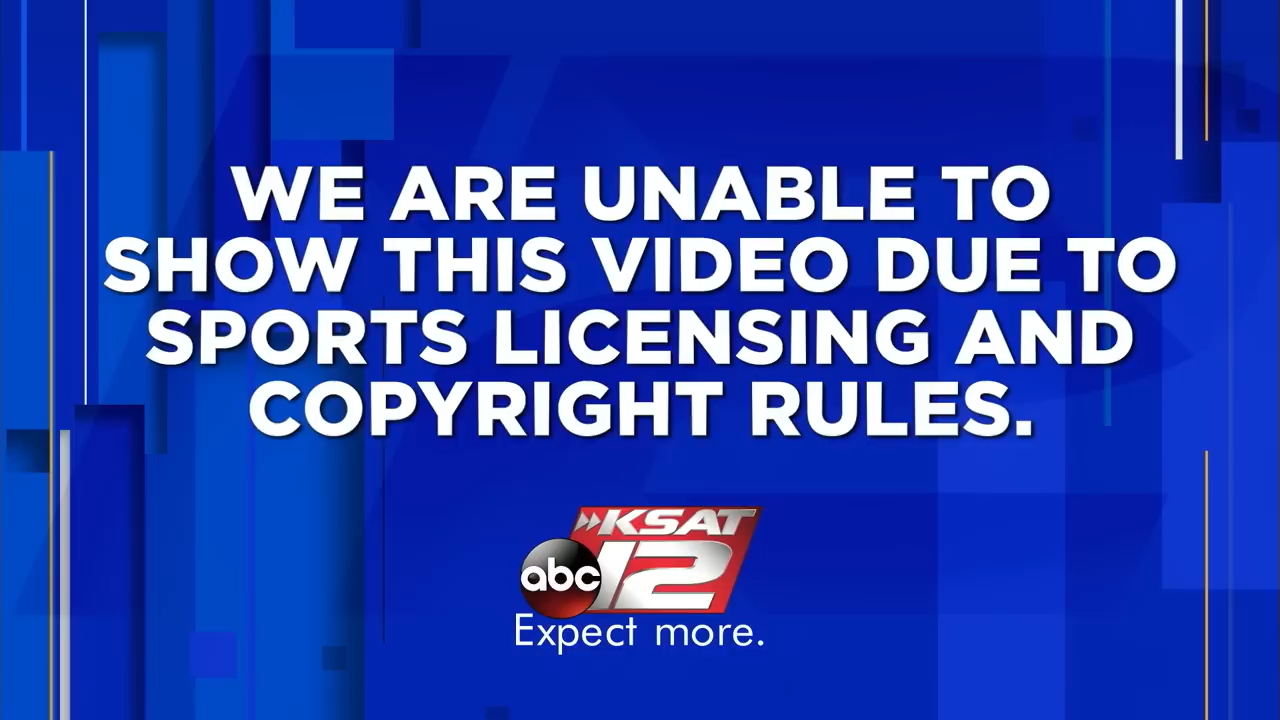 WE ARE UNABLE TO
SHOW THIS VIDEO DUE TO
SPORTS LICENSING AND
COPYRIGHT RULES.
KSAT
abc 12
Expect more.